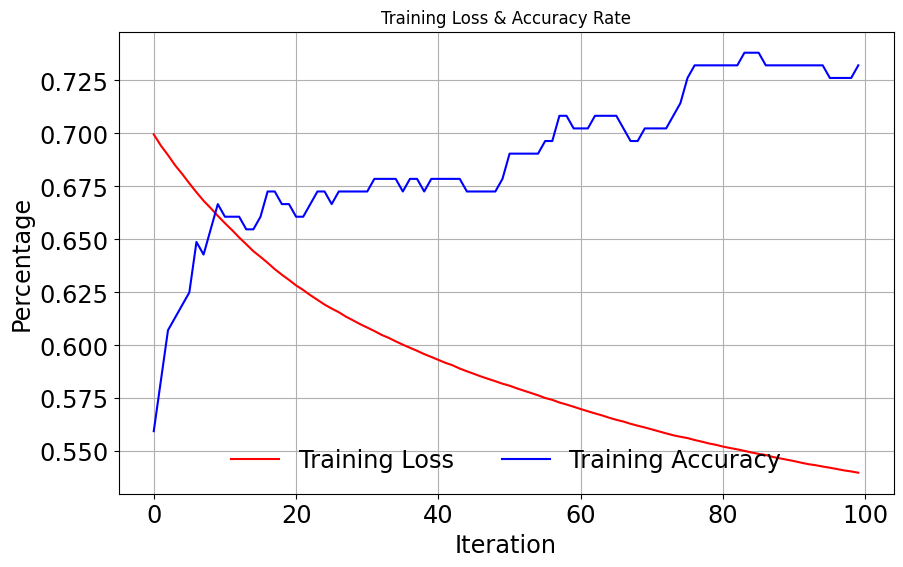 Training Loss & Accuracy Rate
Percentage
0.725
0.700
0.675
0.650
0.625
0.600
0.575
0.550
Training Loss
Training Accuracy
0 20 40 60 80 100
Iteration